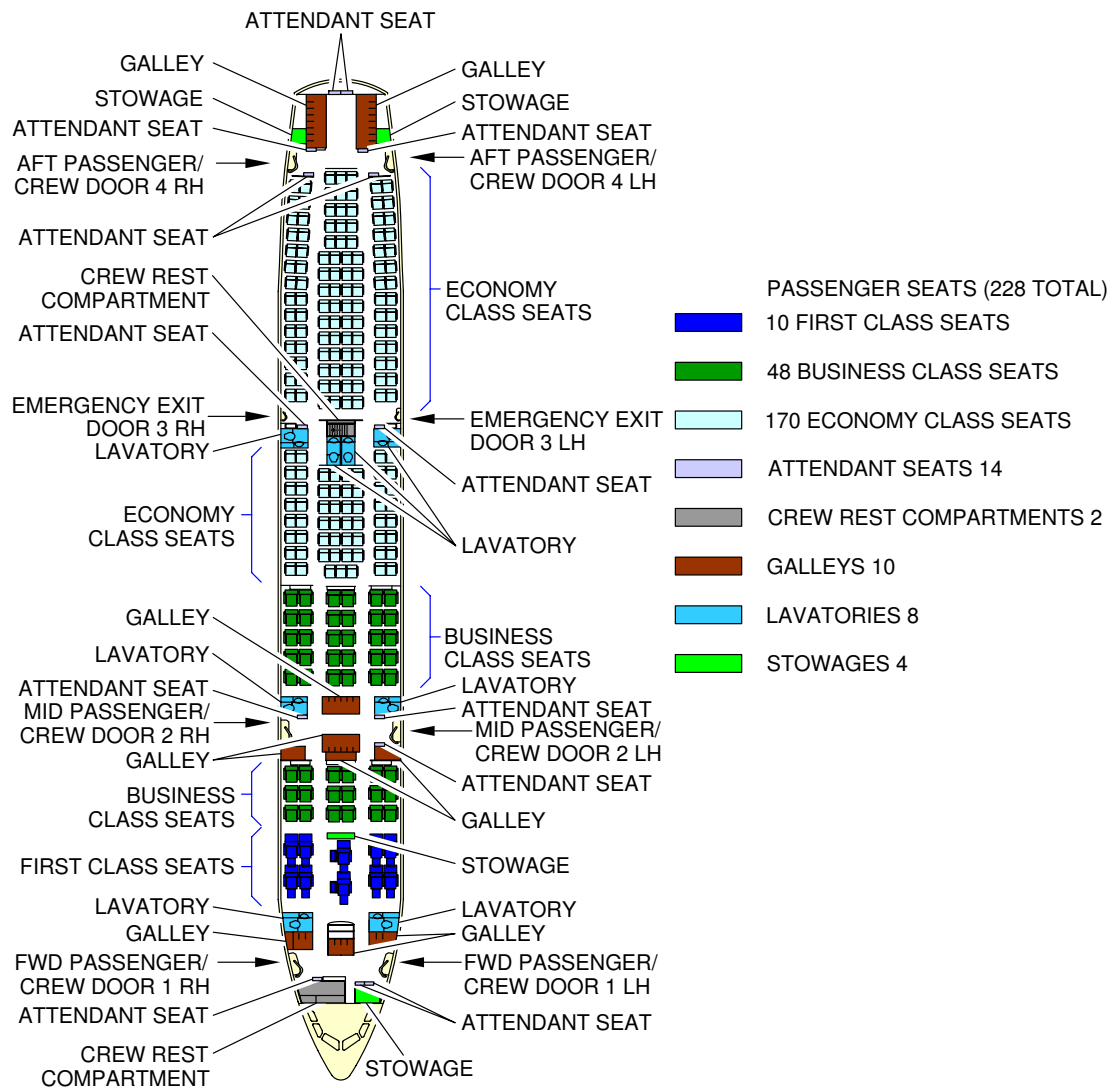 ATTENDANT SEAT
GALLEY
GALLEY
STOWAGE
STOWAGE
ATTENDANT SEAT
ATTENDANT SEAT
AFT PASSENGER/
CREW DOOR 4 RH
AFT PASSENGER/
CREW DOOR 4 LH
ATTENDANT SEAT
CREW REST
COMPARTMENT
ECONOMY
CLASS SEATS
ATTENDANT SEAT
EMERGENCY EXIT
DOOR 3 RH
EMERGENCY EXIT
DOOR 3 LH
LAVATORY
ATTENDANT SEAT
ECONOMY
CLASS SEATS
LAVATORY
GALLEY
BUSINESS
CLASS SEATS
LAVATORY
LAVATORY
ATTENDANT SEAT
ATTENDANT SEAT
MID PASSENGER/
CREW DOOR 2 RH
MID PASSENGER/
CREW DOOR 2 LH
GALLEY
ATTENDANT SEAT
BUSINESS
CLASS SEATS
GALLEY
FIRST CLASS SEATS
STOWAGE
LAVATORY
LAVATORY
GALLEY
GALLEY
FWD PASSENGER/
CREW DOOR 1 RH
FWD PASSENGER/
CREW DOOR 1 LH
ATTENDANT SEAT
ATTENDANT SEAT
CREW REST
COMPARTMENT
STOWAGE
PASSENGER SEATS (228 TOTAL)
10 FIRST CLASS SEATS
48 BUSINESS CLASS SEATS
170 ECONOMY CLASS SEATS
ATTENDANT SEATS 14
CREW REST COMPARTMENTS 2
GALLEYS 10
LAVATORIES 8
STOWAGES 4